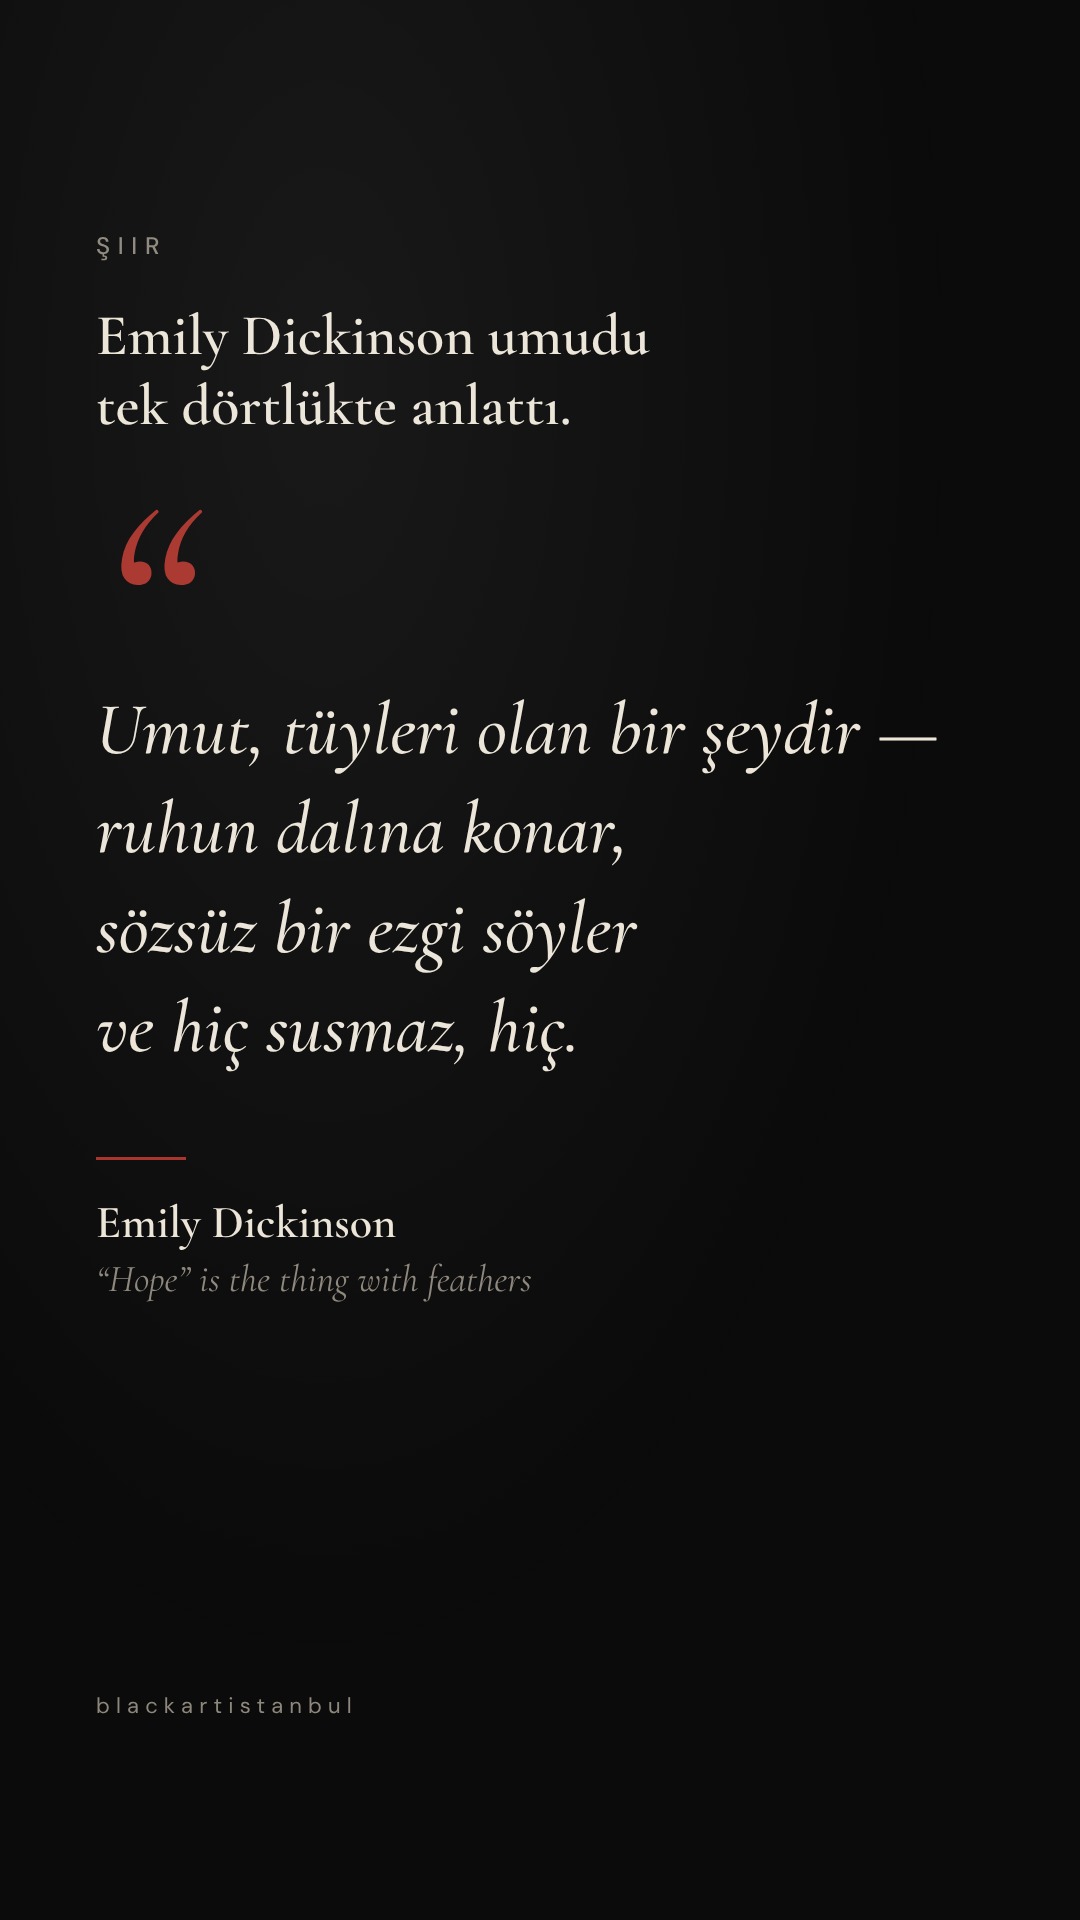 ŞIIR
Emily Dickinson umudu
tek dörtlükte anlattı.
“
Umut, tüyleri olan bir şeydir —
ruhun dalına konar,
sözsüz bir ezgi söyler
ve hiç susmaz, hiç.
Emily Dickinson
“Hope” is the thing with feathers
blackartistanbul